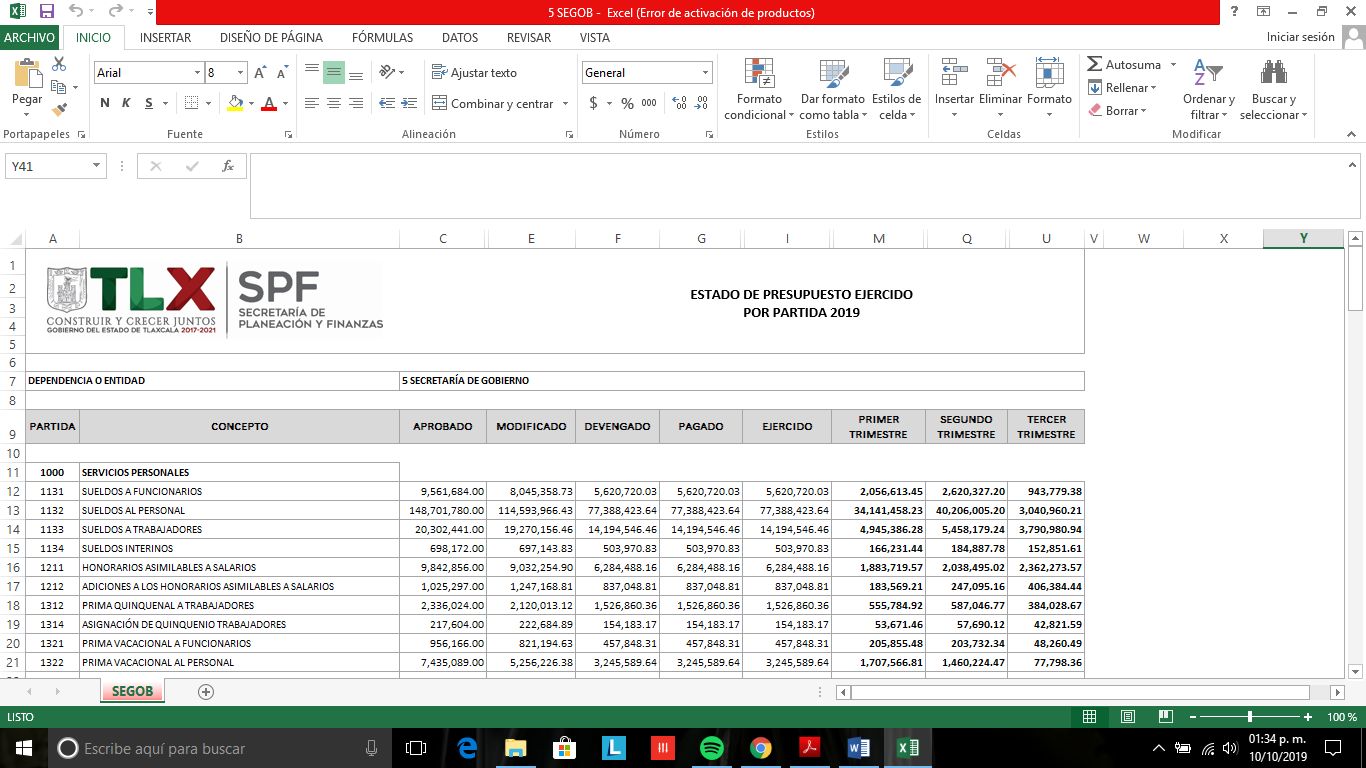 5 SEGOB - Excel (Error de activación de productos)
ARCHIVO INICIO INSERTAR DISEÑO DE PÁGINA FÓRMULAS DATOS REVISAR VISTA Iniciar sesión
Pegar
Portapapeles
Arial 8
N K S
Fuente
Ajustar texto
Combinar y centrar
Alineación
General
$ % 000
Número
Formato condicional
Dar formato como tabla
Estilos de celda
Estilos
Insertar Eliminar Formato
Celdas
Autosuma
Rellenar
Borrar
Ordenar y filtrar
Buscar y seleccionar
Modificar
Y41 fx
A B C E F G I M Q U V W X Y
1
2
3
4
5
TLX
CONSTRUIR Y CRECER JUNTOS
GOBIERNO DEL ESTADO DE TLAXCALA 2017-2021
SPF
SECRETARÍA DE
PLANEACIÓN Y FINANZAS
ESTADO DE PRESUPUESTO EJERCIDO
POR PARTIDA 2019
6
7 DEPENDENCIA O ENTIDAD 5 SECRETARÍA DE GOBIERNO
8
9 PARTIDA CONCEPTO APROBADO MODIFICADO DEVENGADO PAGADO EJERCIDO PRIMER TRIMESTRE SEGUNDO TRIMESTRE TERCER TRIMESTRE
10
11 1000 SERVICIOS PERSONALES
12 1131 SUELDOS A FUNCIONARIOS 9,561,684.00 8,045,358.73 5,620,720.03 5,620,720.03 5,620,720.03 2,056,613.45 2,620,327.20 943,779.38
13 1132 SUELDOS AL PERSONAL 148,701,780.00 114,593,966.43 77,388,423.64 77,388,423.64 77,388,423.64 34,141,458.23 40,206,005.20 3,040,960.21
14 1133 SUELDOS A TRABAJADORES 20,302,441.00 19,270,156.46 14,194,546.46 14,194,546.46 14,194,546.46 4,945,386.28 5,458,179.24 3,790,980.94
15 1134 SUELDOS INTERINOS 698,172.00 697,143.83 503,970.83 503,970.83 503,970.83 166,231.44 184,887.78 152,851.61
16 1211 HONORARIOS ASIMILABLES A SALARIOS 9,842,856.00 9,032,254.90 6,284,488.16 6,284,488.16 6,284,488.16 1,883,719.57 2,038,495.02 2,362,273.57
17 1212 ADICIONES A LOS HONORARIOS ASIMILABLES A SALARIOS 1,025,297.00 1,247,168.81 837,048.81 837,048.81 837,048.81 183,569.21 247,095.16 406,384.44
18 1312 PRIMA QUINQUENAL A TRABAJADORES 2,336,024.00 2,120,013.12 1,526,860.36 1,526,860.36 1,526,860.36 555,784.92 587,046.77 384,028.67
19 1314 ASIGNACIÓN DE QUINQUENIO TRABAJADORES 217,604.00 222,684.89 154,183.17 154,183.17 154,183.17 53,671.46 57,690.12 42,821.59
20 1321 PRIMA VACACIONAL A FUNCIONARIOS 956,166.00 821,194.63 457,848.31 457,848.31 457,848.31 205,855.48 203,732.34 48,260.49
21 1322 PRIMA VACACIONAL AL PERSONAL 7,435,089.00 5,256,226.38 3,245,589.64 3,245,589.64 3,245,589.64 1,707,566.81 1,460,224.47 77,798.36
SEGOB
LISTO 100 %
Escribe aquí para buscar
01:34 p. m.
10/10/2019